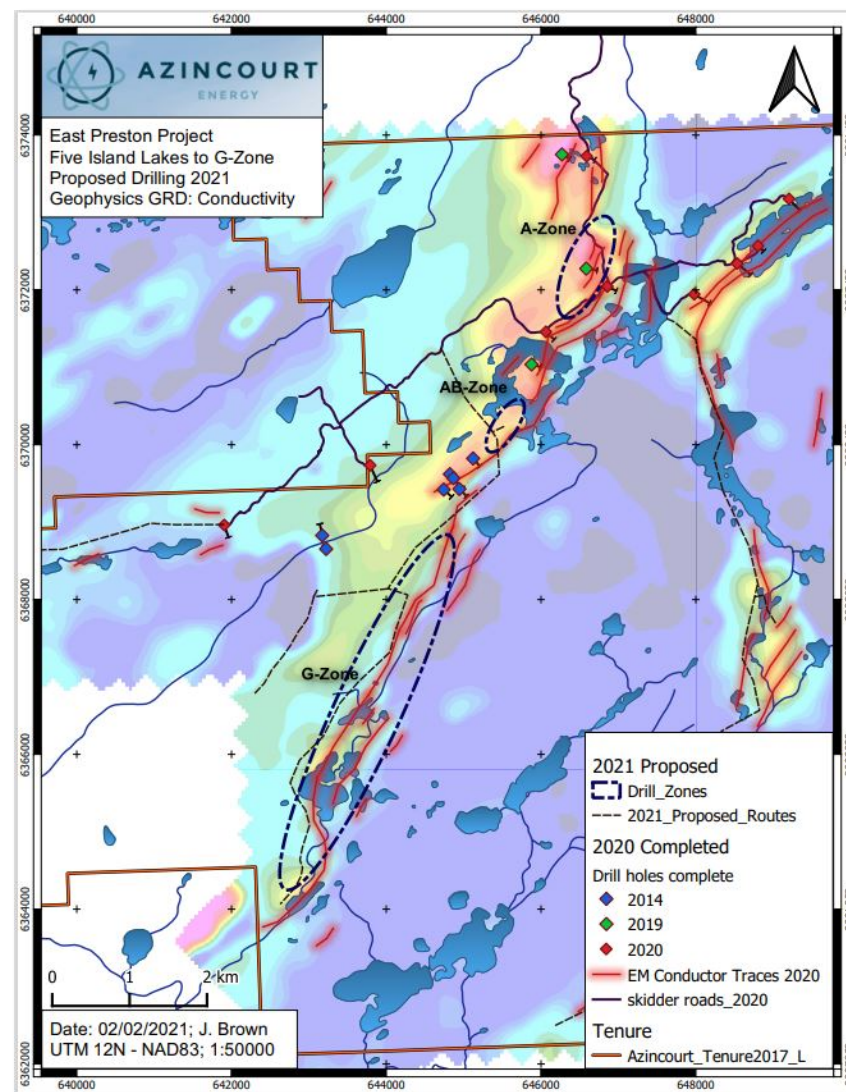 640000 642000 644000 646000 648000
AZINCOURT
ENERGY
East Preston Project
Five Island Lakes to G-Zone
Proposed Drilling 2021
Geophysics GRD: Conductivity
6374000
6372000
6370000
6368000
6366000
6364000
6362000
A-Zone
AB-Zone
G-Zone
2021 Proposed
Drill_Zones
2021_Proposed_Routes
2020 Completed
Drill holes complete
2014
2019
2020
EM Conductor Traces 2020
skidder roads_2020
Tenure
Azincourt_Tenure2017_L
0 1 2 km
Date: 02/02/2021; J. Brown
UTM 12N - NAD83; 1:50000
640000 642000 644000 646000 648000